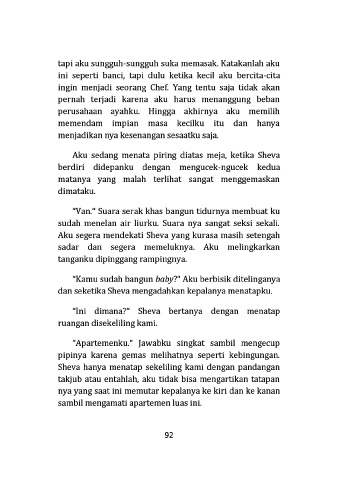 tapi aku sungguh-sungguh suka memasak. Katakanlah aku
ini seperti banci, tapi dulu ketika kecil aku bercita-cita
ingin menjadi seorang Chef. Yang tentu saja tidak akan
pernah terjadi karena aku harus menanggung beban
perusahaan ayahku. Hingga akhirnya aku memilih
memendam impian masa kecilku itu dan hanya
menjadikan nya kesenangan sesaatku saja.
Aku sedang menata piring diatas meja, ketika Sheva
berdiri didepanku dengan mengucek-ngucek kedua
matanya yang malah terlihat sangat menggemaskan
dimataku.
"Van." Suara serak khas bangun tidurnya membuat ku
sudah menelan air liurku. Suara nya sangat seksi sekali.
Aku segera mendekati Sheva yang kurasa masih setengah
sadar dan segera memeluknya. Aku melingkarkan
tanganku dipinggang rampingnya.
"Kamu sudah bangun baby?" Aku berbisik ditelinganya
dan seketika Sheva mengadahkan kepalanya menatapku.
"Ini dimana?" Sheva bertanya dengan menatap
ruangan disekeliling kami.
"Apartemenku." Jawabku singkat sambil mengecup
pipinya karena gemas melihatnya seperti kebingungan.
Sheva hanya menatap sekeliling kami dengan pandangan
takjub atau entahlah, aku tidak bisa mengartikan tatapan
nya yang saat ini memutar kepalanya ke kiri dan ke kanan
sambil mengamati apartemen luas ini.
92